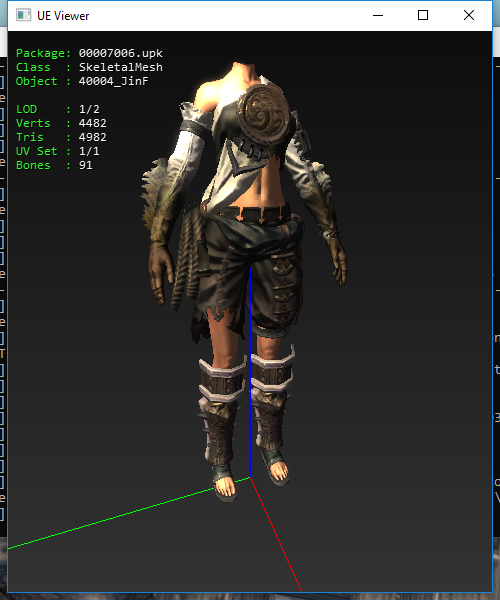 UE Viewer
Package: 00007006.upk
Class  : SkeletalMesh
Object : 40004_JinF
LOD    : 1/2
Verts  : 4482
Tris   : 4982
UV Set : 1/1
Bones  : 91